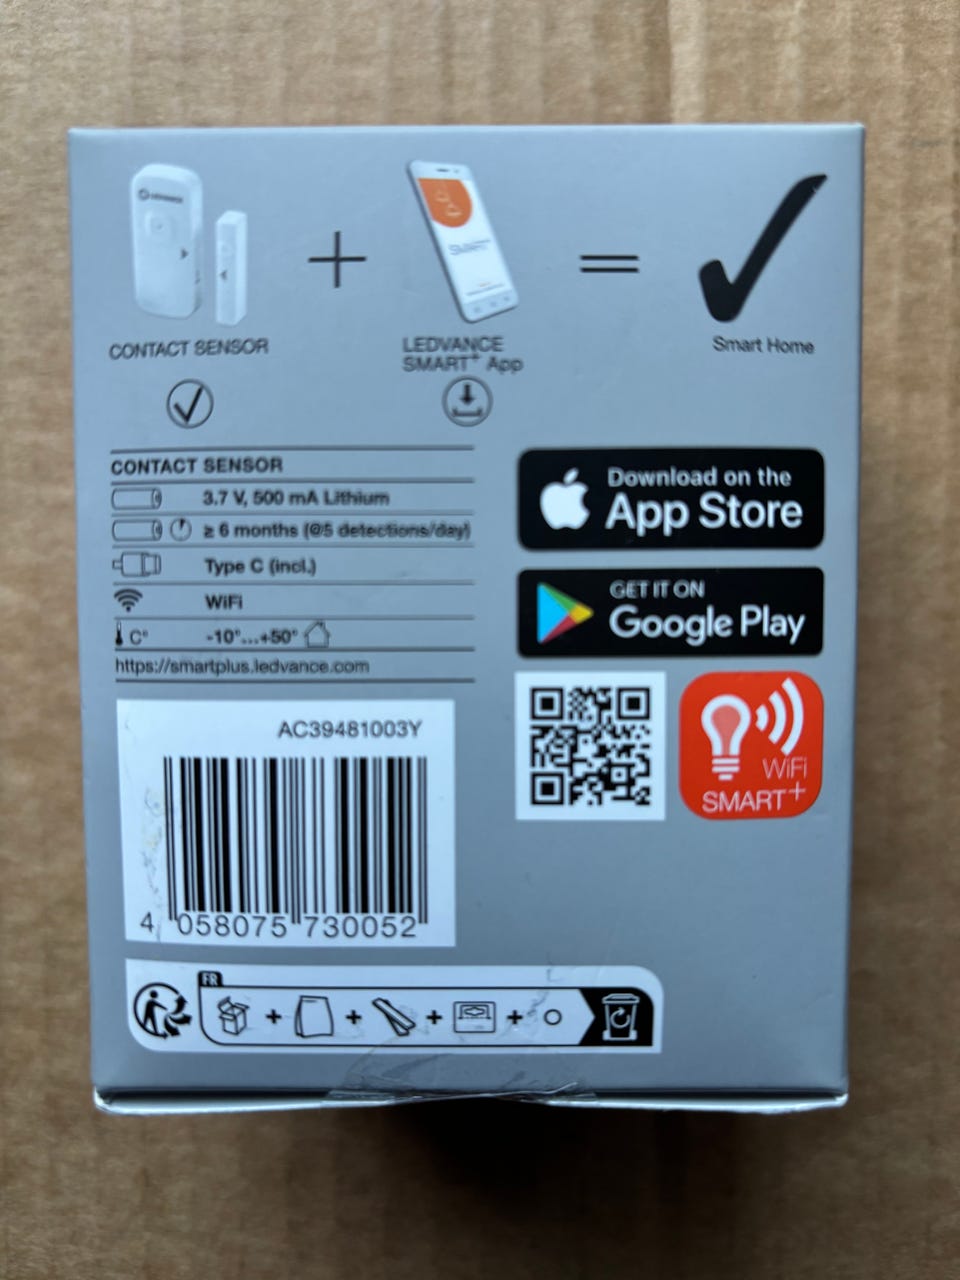 LEDVANCE
SMART+
CONTACT SENSOR
LEDVANCE
SMART+ App
Smart Home
CONTACT SENSOR
3.7 V, 500 mA Lithium
≥ 6 months (@5 detections/day)
Type C (incl.)
WiFi
C°
-10°...+50°
https://smartplus.ledvance.com
Download on the
App Store
GET IT ON
Google Play
WiFi
SMART+
AC39481003Y
4 058075 730052
FR